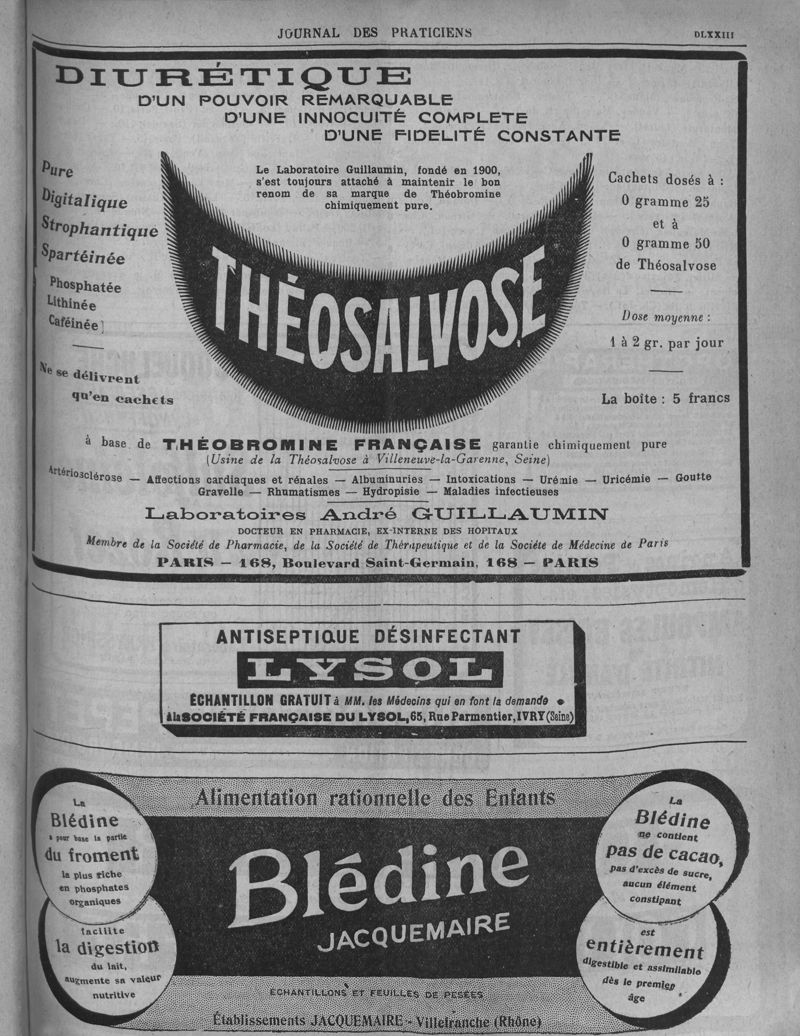 JOURNAL DES PRATICIENS
DLXXIII
DIURÉTIQUE
D'UN POUVOIR REMARQUABLE
D'UNE INNOCUITÉ COMPLETE
D'UNE FIDELITÉ CONSTANTE
Pure
Digitalique
Strophantique
Spartéinée
Phosphatée
Lithinée
Caféinée
Ne se délivrent
qu'en cachets
Le Laboratoire Guillaumin, fondé en 1900,
s'est toujours attaché à maintenir le bon
renom de sa marque de Théobromine
chimiquement pure.
THÉOSALVOSE
Cachets dosés à :
0 gramme 25
et à
0 gramme 50
de Théosalvose
Dose moyenne :
1 à 2 gr. par jour
La boîte : 5 francs
à base de THÉOBROMINE FRANÇAISE garantie chimiquement pure
(Usine de la Théosalvose à Villeneuve-la-Garenne, Seine)
Artériosclérose — Affections cardiaques et rénales — Albuminuries — Intoxications — Urémie — Uricémie — Goutte
Gravelle — Rhumatismes — Hydropisie — Maladies infectieuses
Laboratoires André GUILLAUMIN
DOCTEUR EN PHARMACIE, EX-INTERNE DES HOPITAUX
Membre de la Société de Pharmacie, de la Société de Thérapeutique et de la Société de Médecine de Paris
PARIS — 168, Boulevard Saint-Germain, 168 — PARIS
ANTISEPTIQUE DÉSINFECTANT
LYSOL
ÉCHANTILLON GRATUIT à MM. les Médecins qui en font la demande
à la SOCIÉTÉ FRANÇAISE DU LYSOL, 65, Rue Parmentier, IVRY (Seine)
Alimentation rationnelle des Enfants
La
Blédine
a pour base la partie
du froment
la plus riche
en phosphates
organiques
facilite
la digestion
du lait,
augmente sa valeur
nutritive
Blédine
JACQUEMAIRE
La
Blédine
ne contient
pas de cacao,
pas d'excès de sucre,
aucun élément
constipant
est
entièrement
digestible et assimilable
dès le premier
âge
ÉCHANTILLONS ET FEUILLES DE PESÉES
Établissements JACQUEMAIRE - Villefranche (Rhône)